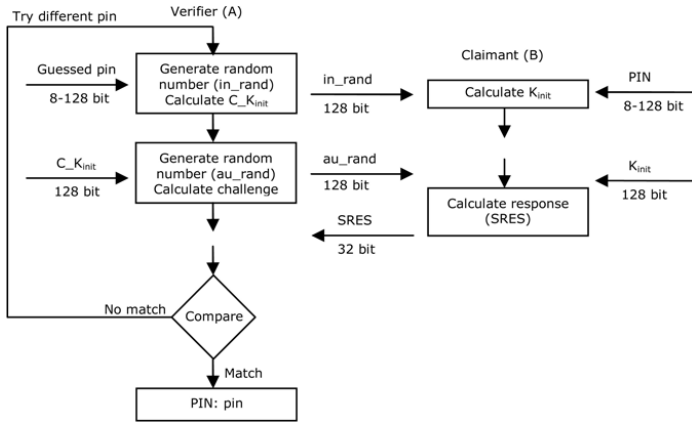 Try different pin
Verifier (A)
Claimant (B)
Guessed pin
8-128 bit
Generate random
number (in_rand)
Calculate C_Kinit
in_rand
128 bit
Calculate Kinit
PIN
8-128 bit
C_Kinit
128 bit
Generate random
number (au_rand)
Calculate challenge
au_rand
128 bit
Kinit
128 bit
Calculate response
(SRES)
SRES
32 bit
No match
Compare
Match
PIN: pin